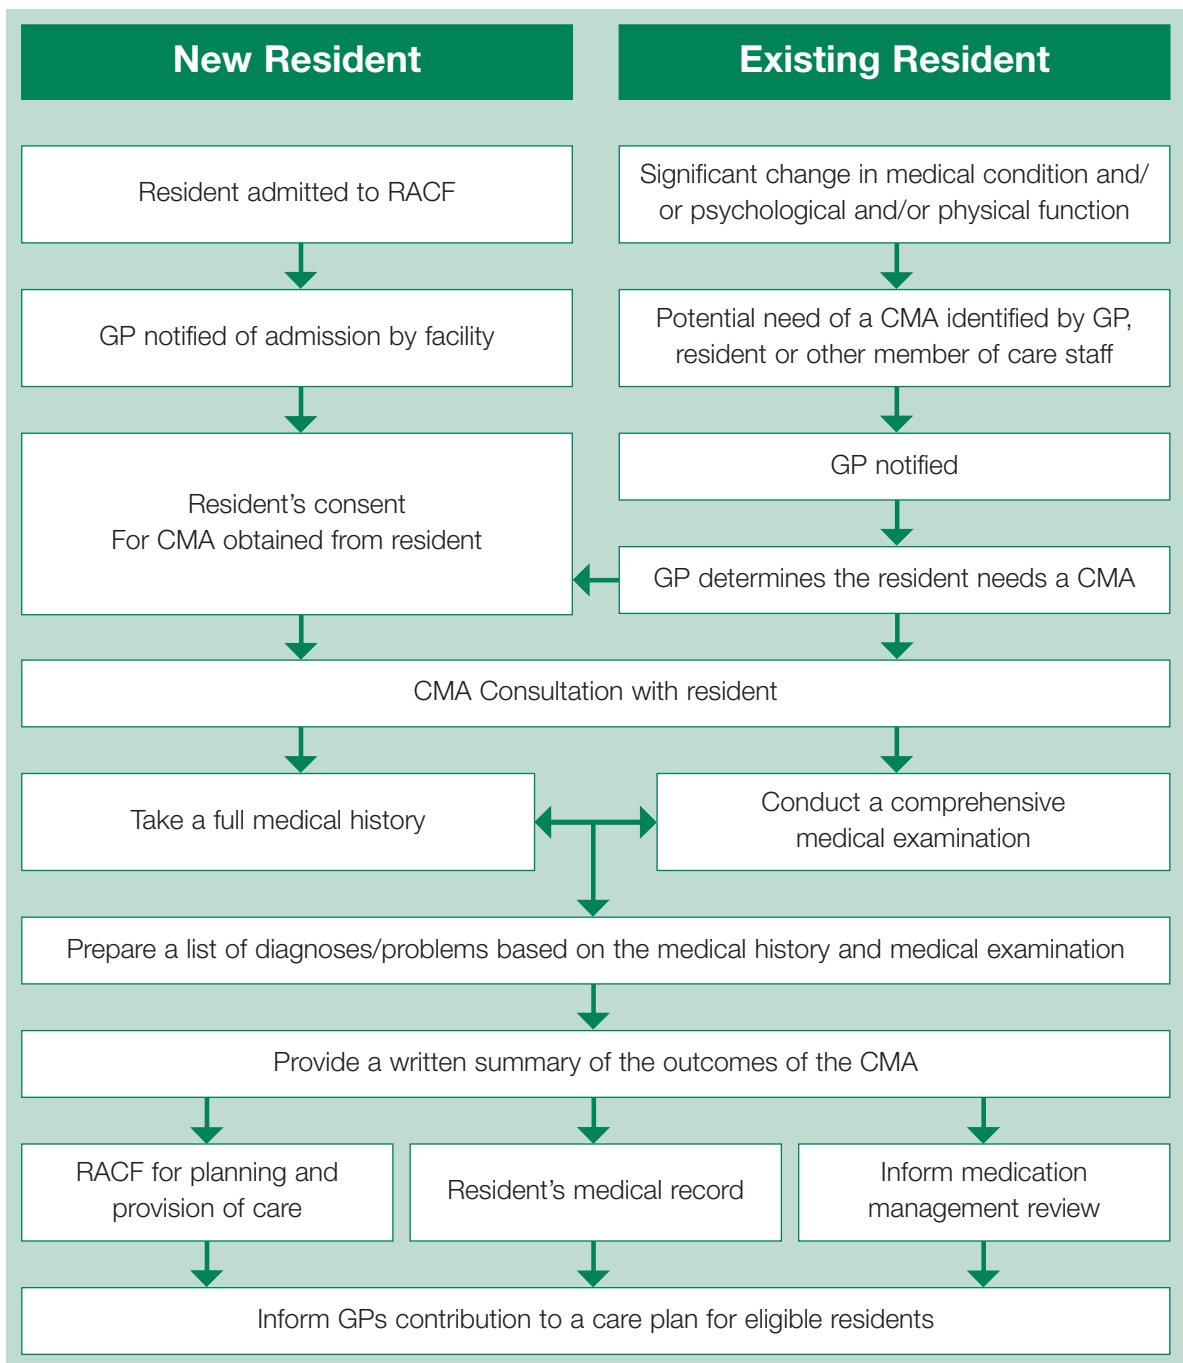 New Resident
Existing Resident
Resident admitted to RACF
Significant change in medical condition and/
or psychological and/or physical function
GP notified of admission by facility
Potential need of a CMA identified by GP,
resident or other member of care staff
Resident’s consent
For CMA obtained from resident
GP notified
GP determines the resident needs a CMA
CMA Consultation with resident
Take a full medical history
Conduct a comprehensive
medical examination
Prepare a list of diagnoses/problems based on the medical history and medical examination
Provide a written summary of the outcomes of the CMA
RACF for planning and
provision of care
Resident’s medical record
Inform medication
management review
Inform GPs contribution to a care plan for eligible residents